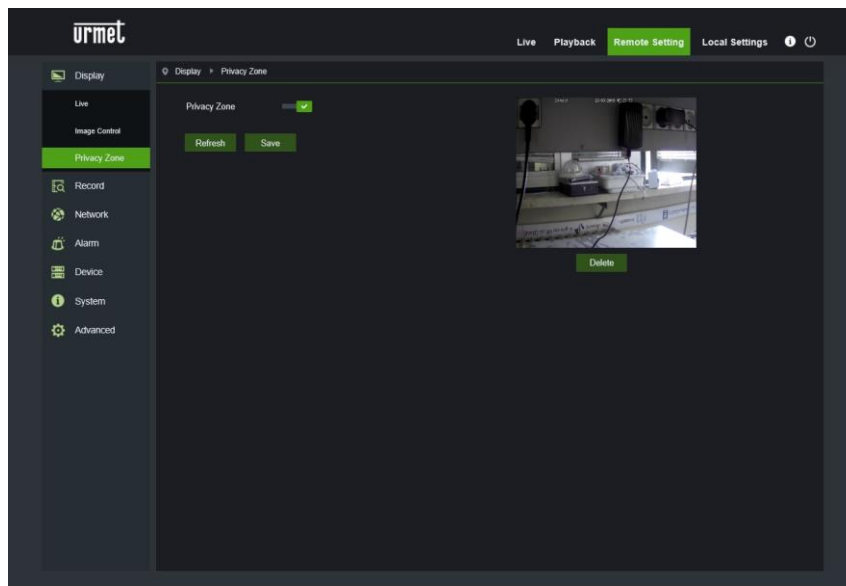 urmet
Live Playback Remote Setting Local Settings
Display
Display Privacy Zone
Live
Privacy Zone
Image Control
Refresh Save
Privacy Zone
Record
Network
Delete
Alarm
Device
System
Advanced